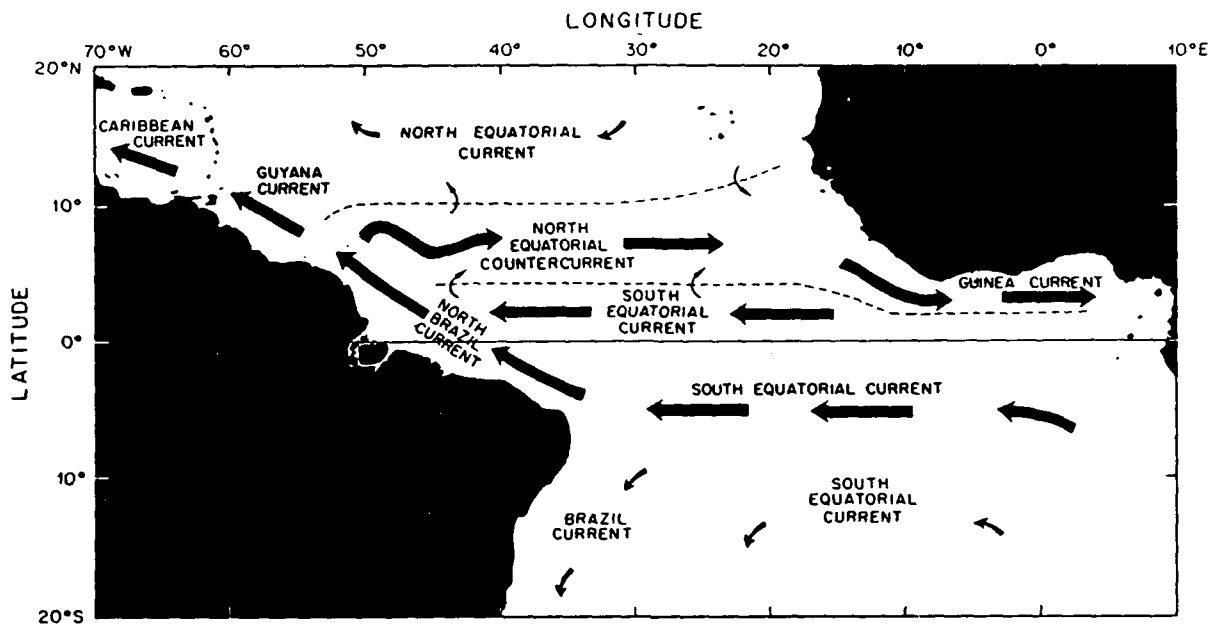 LONGITUDE
70°W 60° 50° 40° 30° 20° 10° 0° 10°E
20°N
CARIBBEAN
CURRENT
NORTH EQUATORIAL
CURRENT
GUYANA
CURRENT
10°
NORTH
EQUATORIAL
COUNTERCURRENT
GUINEA CURRENT
SOUTH
EQUATORIAL
CURRENT
NORTH
BRAZIL
CURRENT
LATITUDE
0°
SOUTH EQUATORIAL CURRENT
10°
SOUTH
EQUATORIAL
CURRENT
BRAZIL
CURRENT
20°S